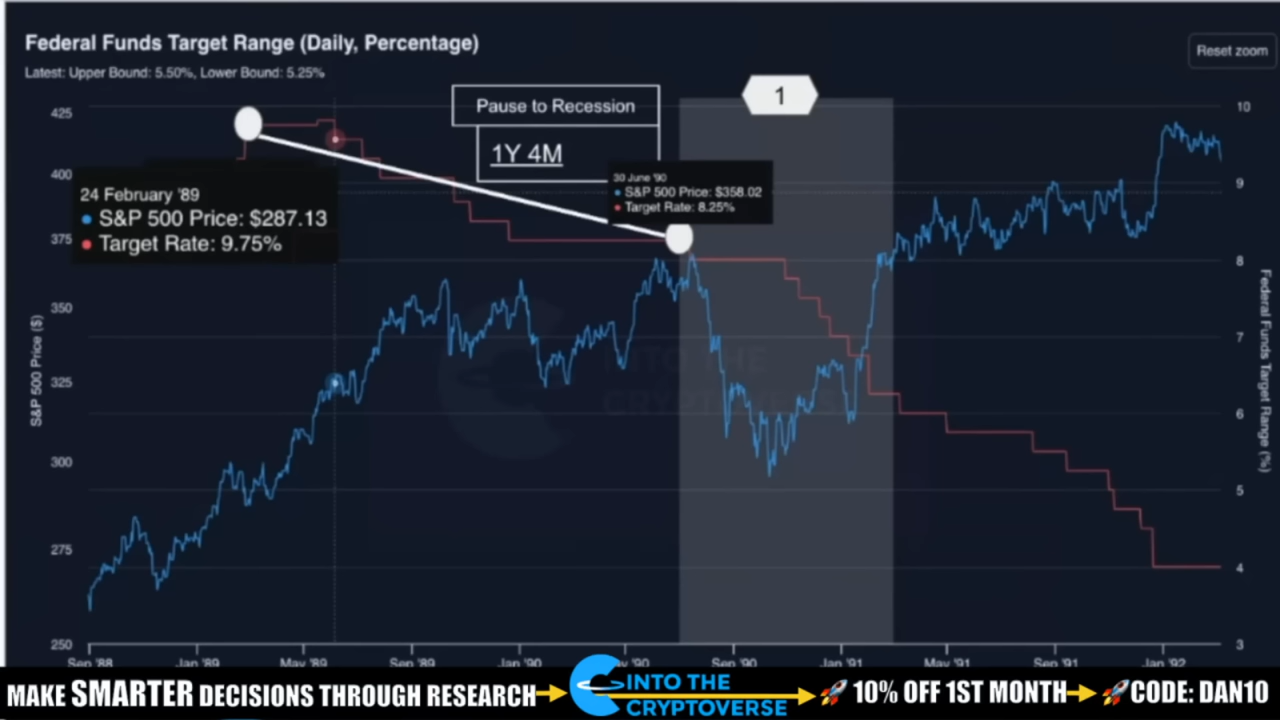 Federal Funds Target Range (Daily, Percentage)
Latest: Upper Bound: 5.50%, Lower Bound: 5.25%
Reset zoom
Pause to Recession
1Y 4M
1
24 February '89
S&P 500 Price: $287.13
Target Rate: 9.75%
30 June '90
S&P 500 Price: $358.02
Target Rate: 8.25%
425
400
375
350
325
300
275
250
S&P 500 Price ($)
10
9
8
7
6
5
4
3
Federal Funds Target Range (%)
INTO THE
CRYPTOVERSE
Sep '88
Jan '89
May '89
Sep '89
Jan '90
'90
Sep '90
Jan '91
May '91
Sep '91
Jan '92
MAKE SMARTER DECISIONS THROUGH RESEARCH
INTO THE
CRYPTOVERSE
10% OFF 1ST MONTH
CODE: DAN10